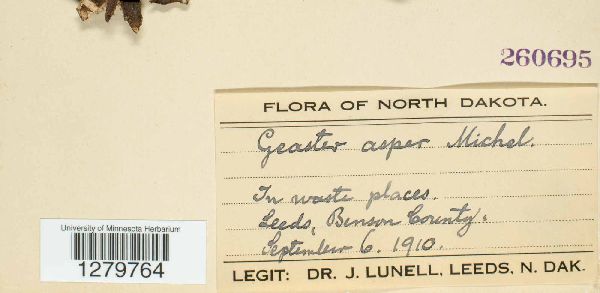 260695
FLORA OF NORTH DAKOTA.
Geaster asper Michel.
In waste places.
Leeds, Benson County.
September 6. 1910.
LEGIT: DR. J. LUNELL, LEEDS, N. DAK.
University of Minnesota Herbarium
1279764